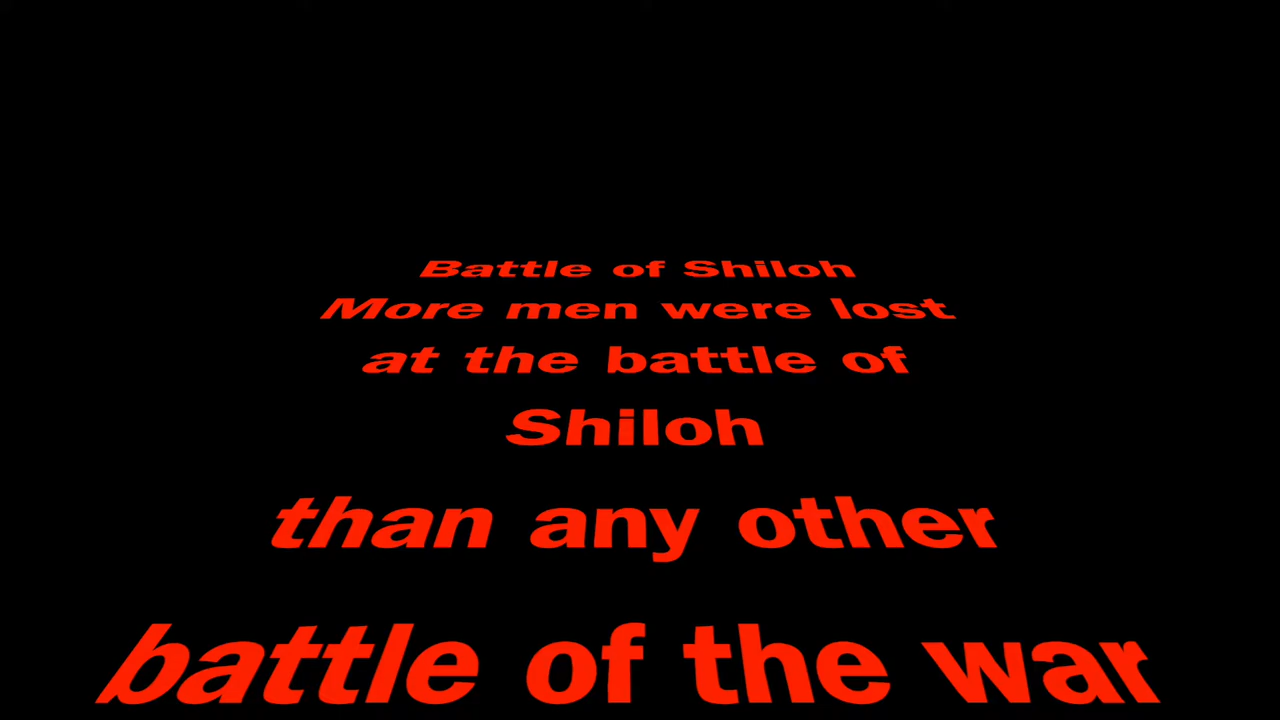 Battle of Shiloh
More men were lost
at the battle of
Shiloh
than any other
battle of the war